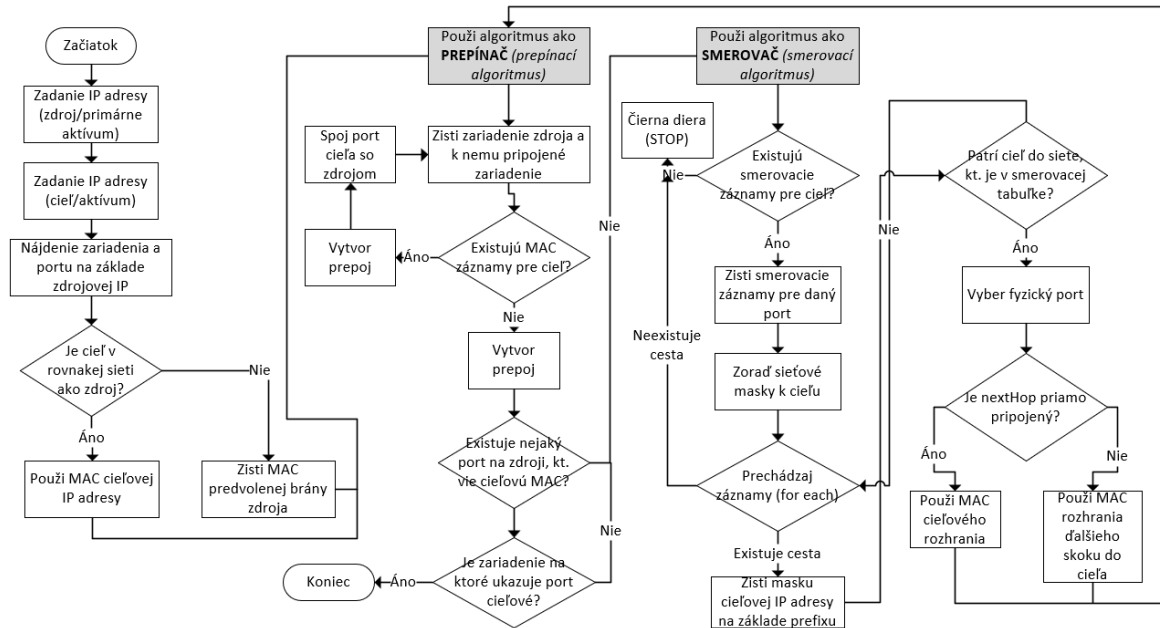 Začiatok
Zadanie IP adresy
(zdroj/primárne
aktívum)
Zadanie IP adresy
(cieľ/aktívum)
Nájdenie zariadenia a
portu na základe
zdrojovej IP
Je cieľ v
rovnakej sieti
ako zdroj?
Nie
Áno
Použi MAC cieľovej
IP adresy
Zisti MAC
predvolenej brány
zdroja
Použi algoritmus ako
PREPÍNAČ (prepínací
algoritmus)
Spoj port
cieľa so
zdrojom
Zisti zariadenie zdroja a
k nemu pripojené
zariadenie
Vytvor
prepoj
Áno
Existujú MAC
záznamy pre cieľ?
Nie
Vytvor
prepoj
Existuje nejaký
port na zdroji, kt.
vie cieľovú MAC?
Nie
Nie
Je zariadenie na
ktoré ukazuje port
cieľové?
Áno
Koniec
Použi algoritmus ako
SMEROVAČ (smerovací
algoritmus)
Čierna diera
(STOP)
Nie
Existujú
smerovacie
záznamy pre cieľ?
Áno
Zisti smerovacie
záznamy pre daný
port
Neexistuje
cesta
Zoraď sieťové
masky k cieľu
Prechádzaj
záznamy (for each)
Existuje cesta
Zisti masku
cieľovej IP adresy
na základe prefixu
Patrí cieľ do siete,
kt. je v smerovacej
tabuľke?
Nie
Áno
Vyber fyzický port
Je nextHop priamo
pripojený?
Áno
Nie
Použi MAC
cieľového
rozhrania
Použi MAC
rozhrania
ďalšieho
skoku do
cieľa